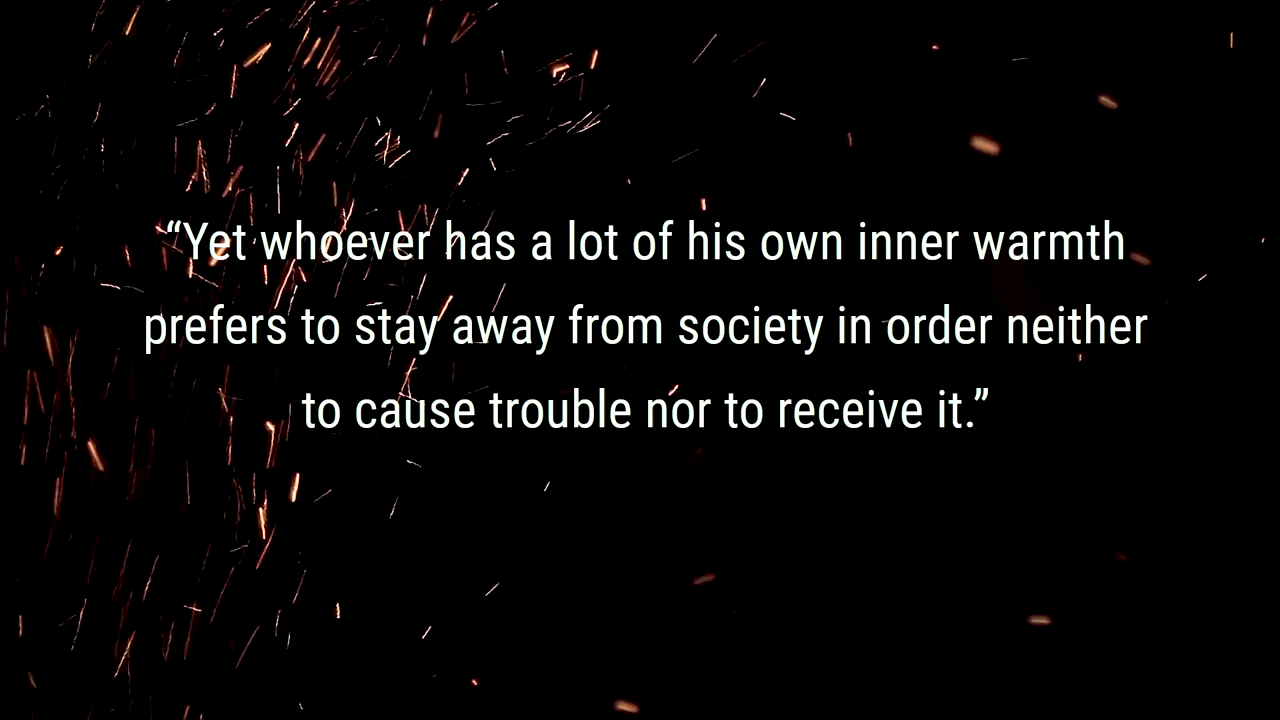 “Yet whoever has a lot of his own inner warmth
prefers to stay away from society in order neither
to cause trouble nor to receive it.”